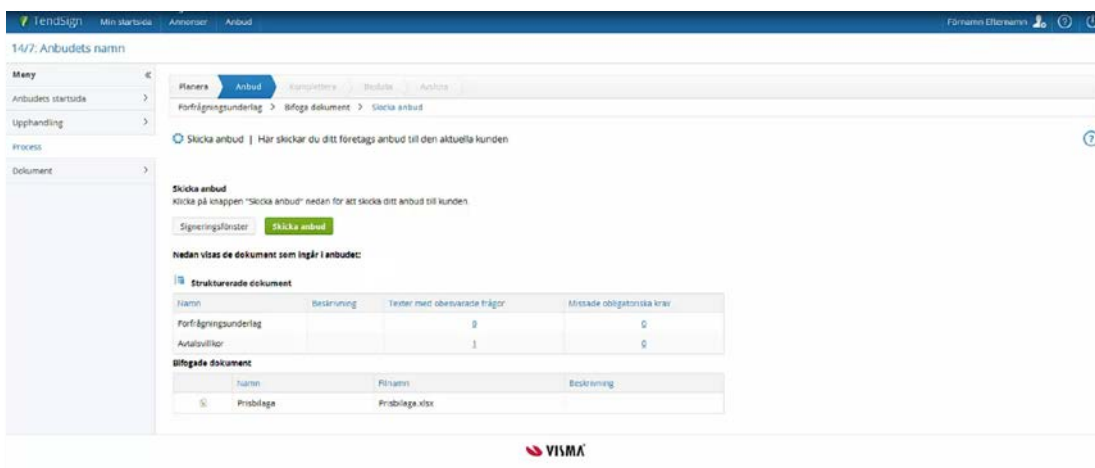 TendSign Min startsida Annonser Anbud Förnamn Efternamn
14/7: Anbudets namn
Meny
Anbudets startsida
Upphandling
Process
Dokument
Planera Anbud Komplettera Besluta Avsluta
Förfrågningsunderlag > Bifoga dokument > Skicka anbud
Skicka anbud | Här skickar du ditt företags anbud till den aktuella kunden
Skicka anbud
Klicka på knappen "Skicka anbud" nedan för att skicka ditt anbud till kunden
Signeringsfönster Skicka anbud
Nedan visas de dokument som ingår i anbudet:
Strukturerade dokument
Namn Beskrivning Texter med obesvarade frågor Missade obligatoriska krav
Förfrågningsunderlag 0 0
Avtalsvillkor 1 0
Bifogade dokument
Namn Filnamn Beskrivning
Prisbilaga Prisbilaga.xlsx
VISMA